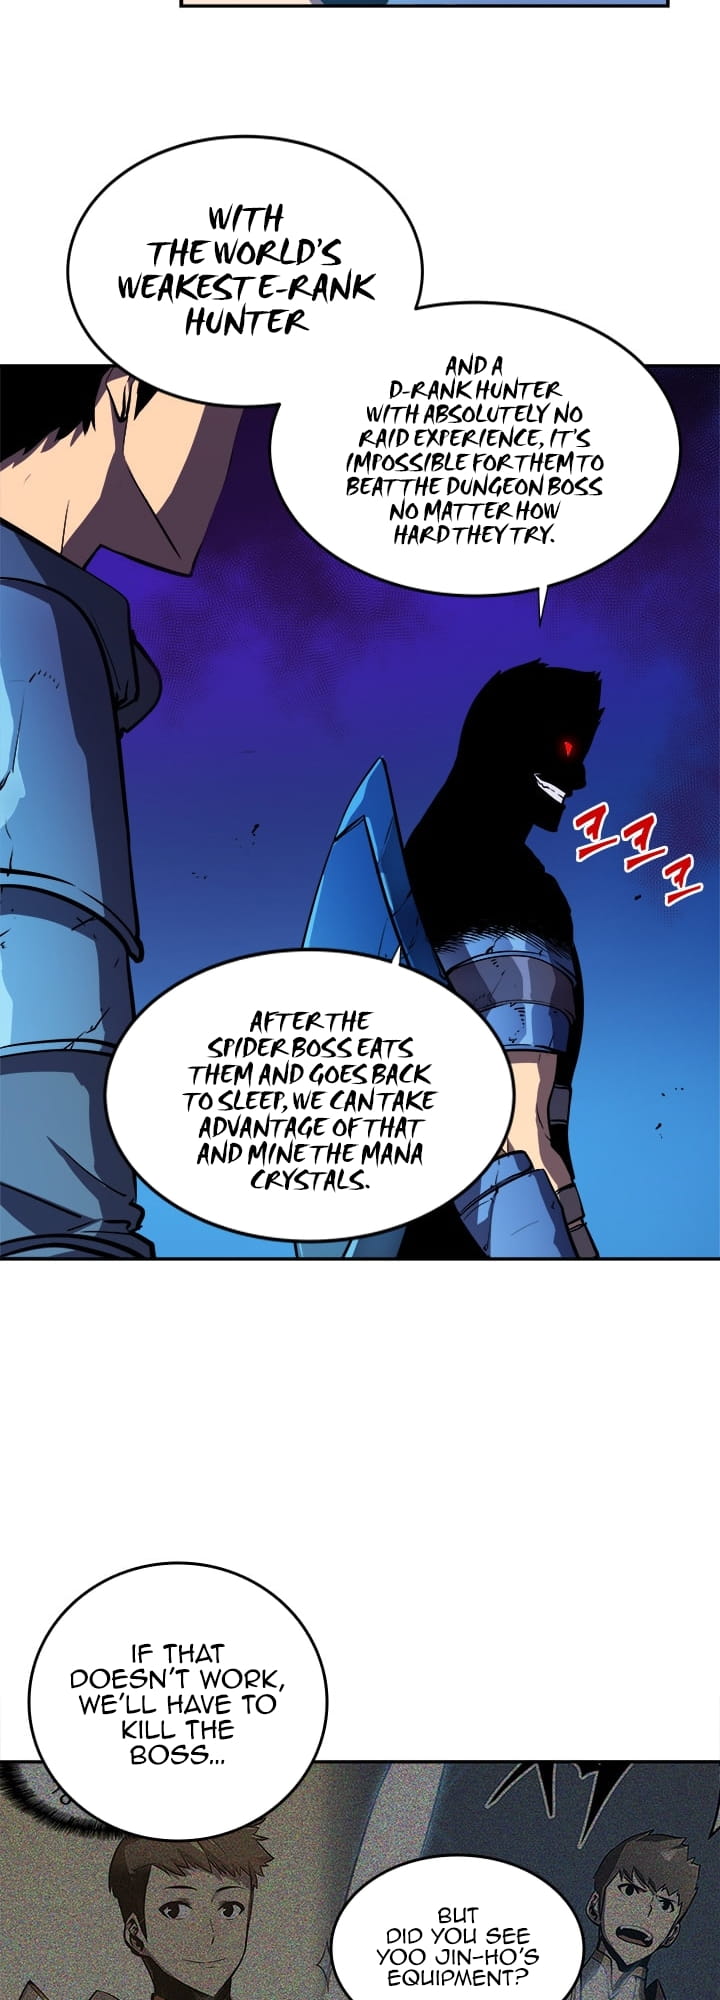 WITH
THE WORLD'S
WEAKEST E-RANK
HUNTER
AND A
D-RANK HUNTER
WITH ABSOLUTELY NO
RAID EXPERIENCE, IT'S
IMPOSSIBLE FOR THEM TO
BEAT THE DUNGEON BOSS
NO MATTER HOW
HARD THEY TRY.
ㅋㅋㅋ
AFTER THE
SPIDER BOSS EATS
THEM AND GOES BACK
TO SLEEP, WE CAN TAKE
ADVANTAGE OF THAT
AND MINE THE MANA
CRYSTALS.
IF THAT
DOESN'T WORK,
WE'LL HAVE TO
KILL THE
BOSS...
BUT
DID YOU SEE
YOO JIN-HO'S
EQUIPMENT?